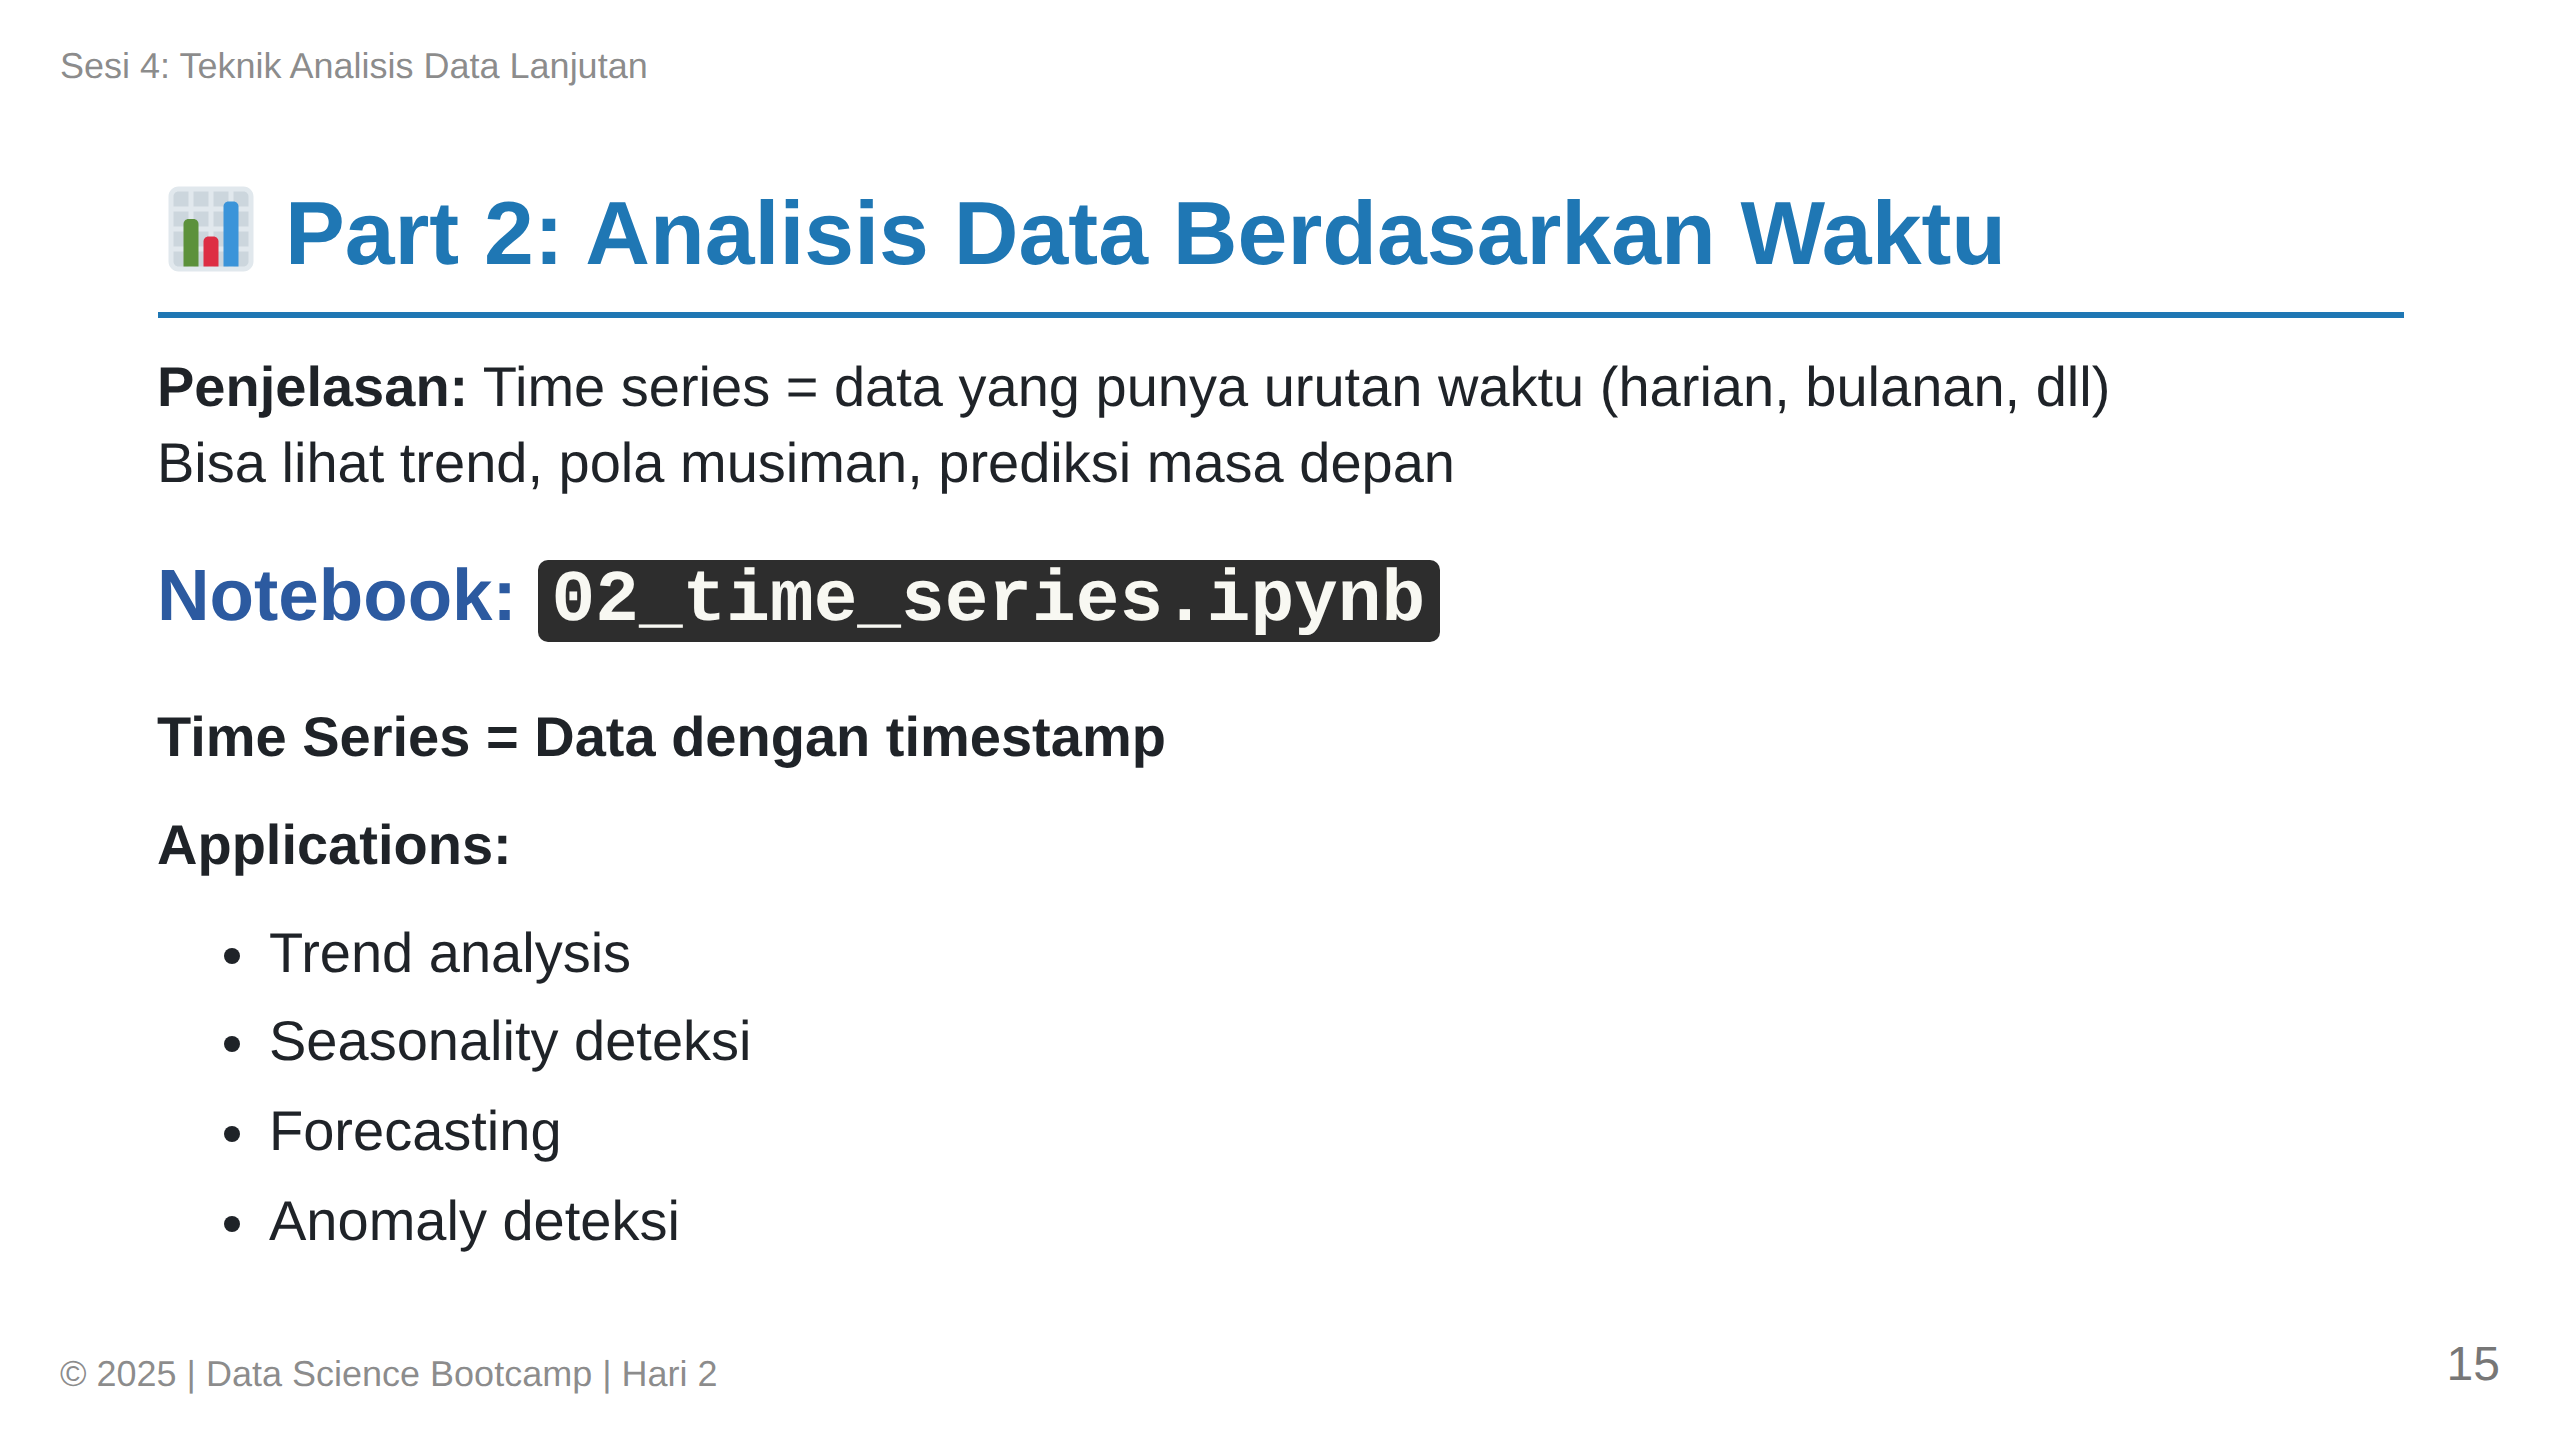 Sesi 4: Teknik Analisis Data Lanjutan
Part 2: Analisis Data Berdasarkan Waktu
Penjelasan: Time series = data yang punya urutan waktu (harian, bulanan, dll)
Bisa lihat trend, pola musiman, prediksi masa depan
Notebook: 02_time_series.ipynb
Time Series = Data dengan timestamp
Applications:
• Trend analysis
• Seasonality deteksi
• Forecasting
• Anomaly deteksi
© 2025 | Data Science Bootcamp | Hari 2
15